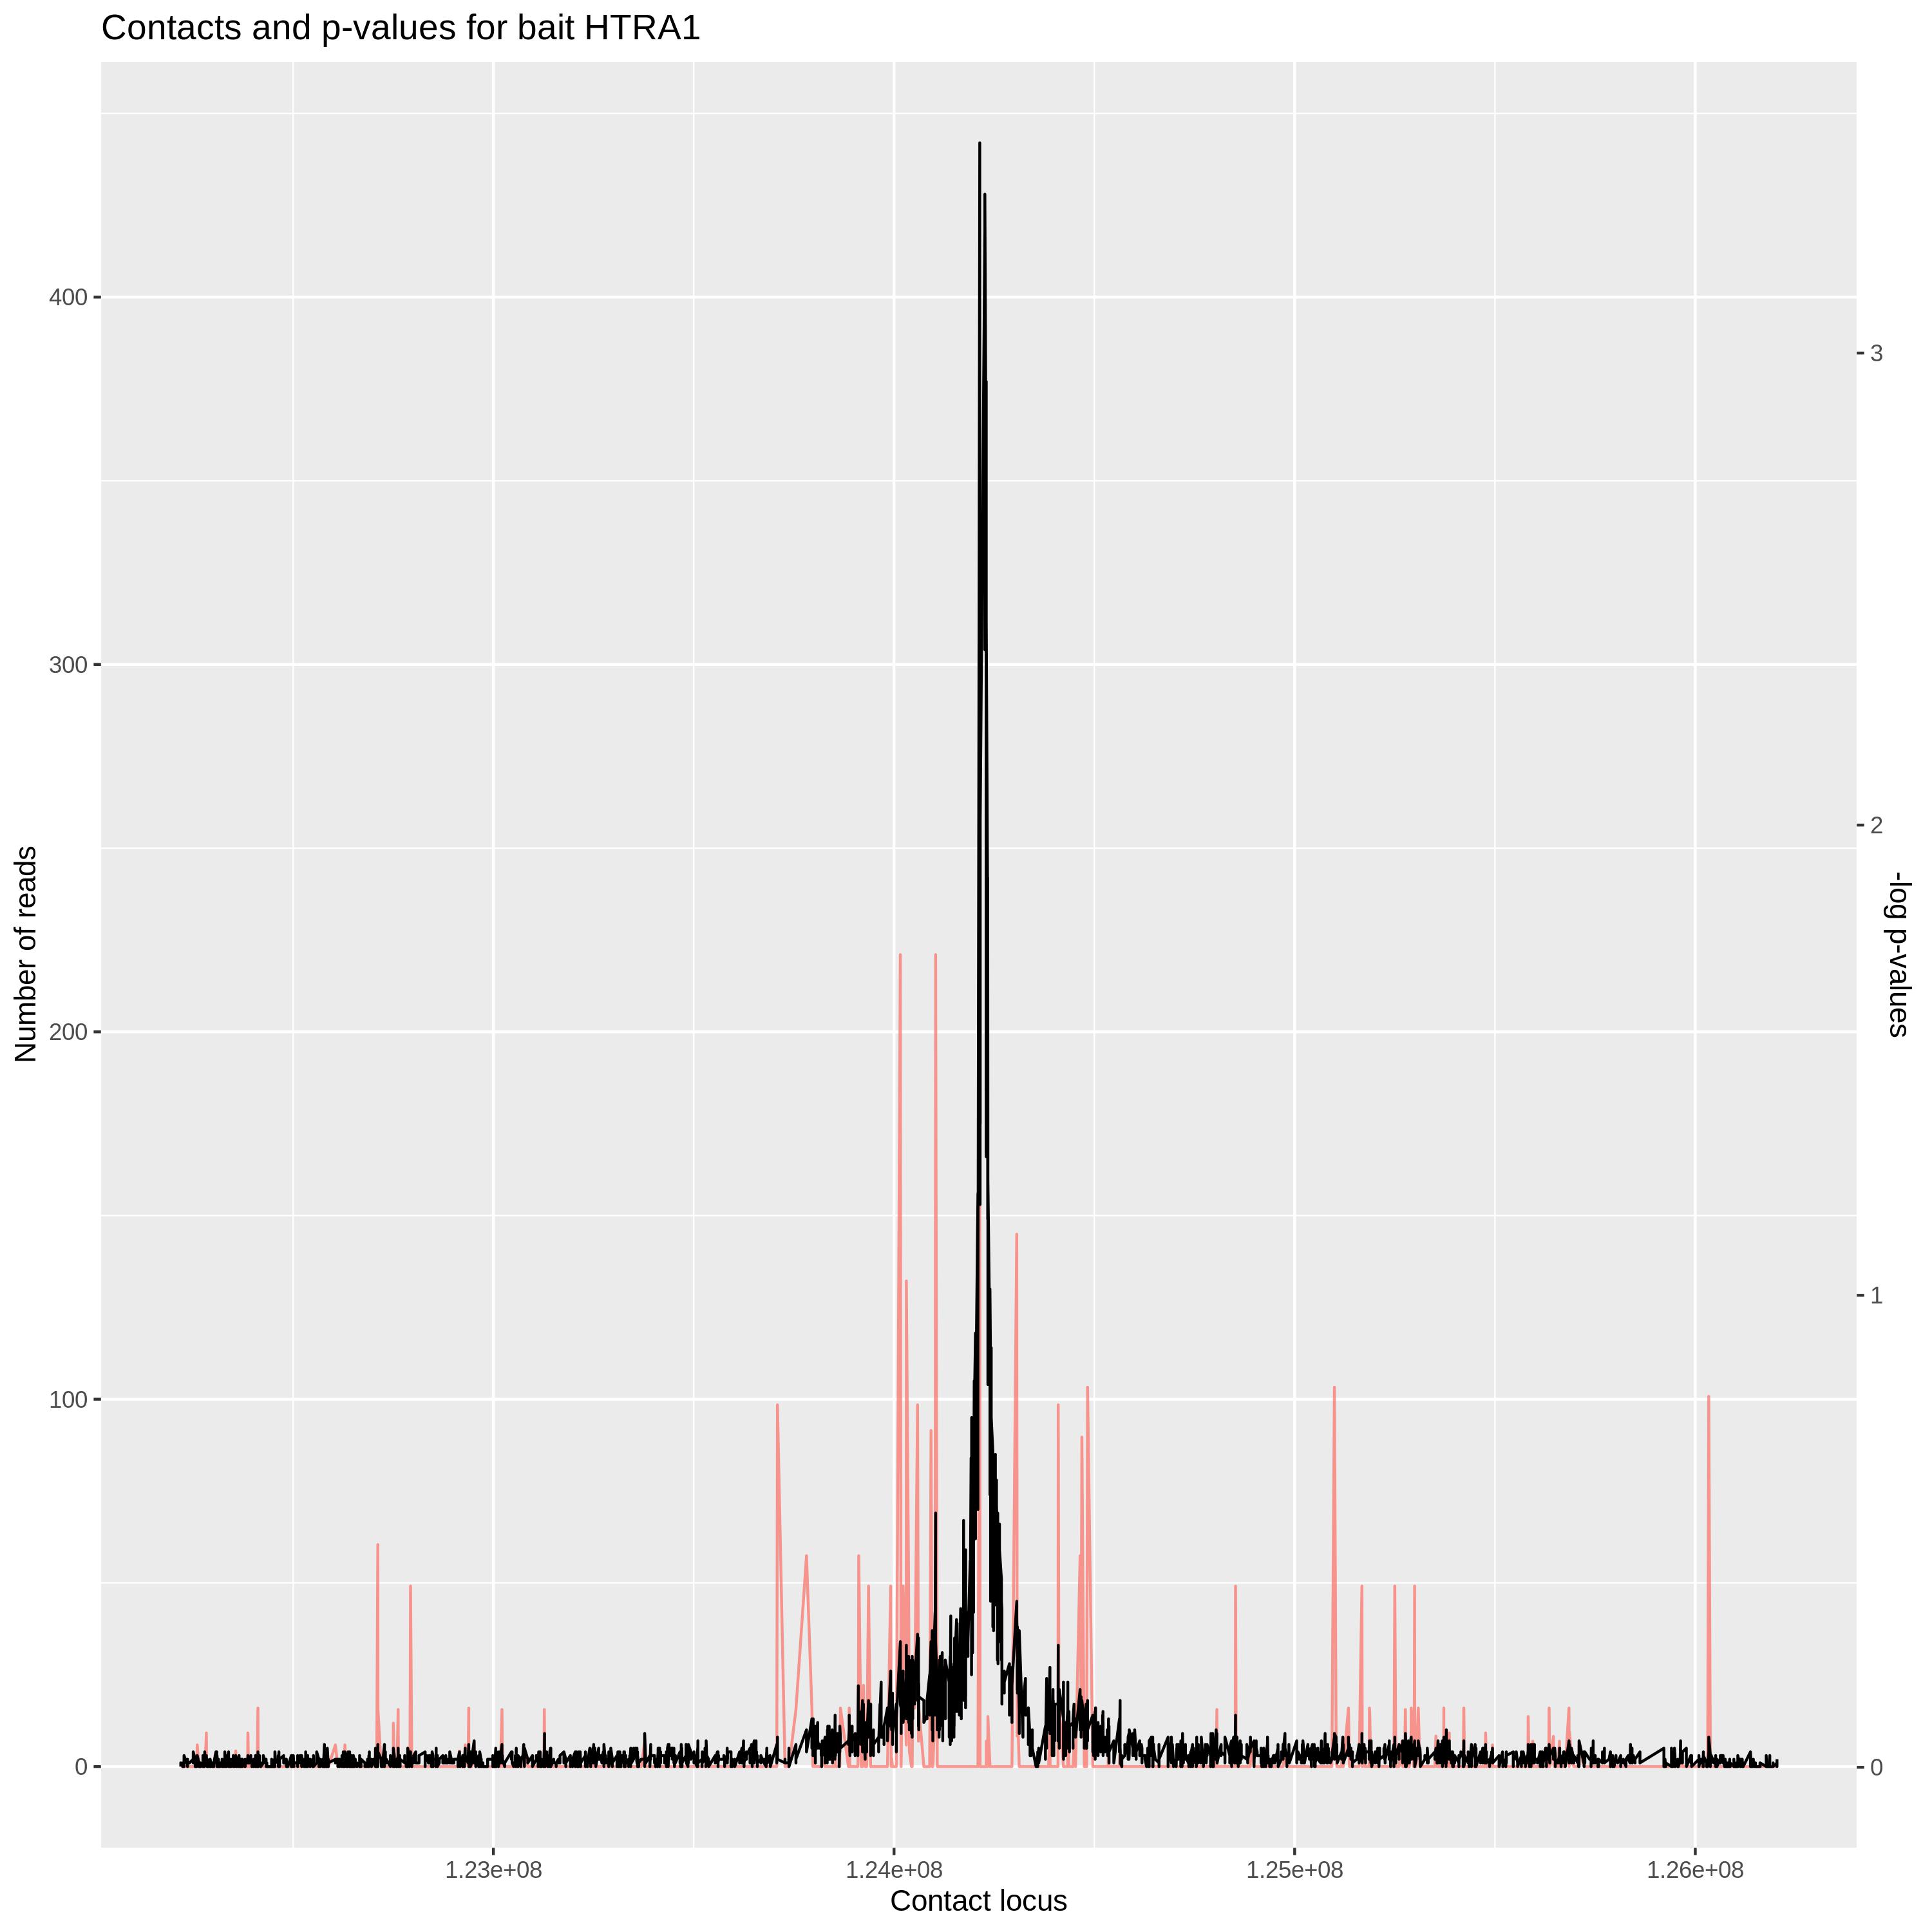 Contacts and p-values for bait HTRA1
Number of reads
400
300
200
100
0
3
2
1
0
-log p-values
1.23e+08
1.24e+08
1.25e+08
1.26e+08
Contact locus